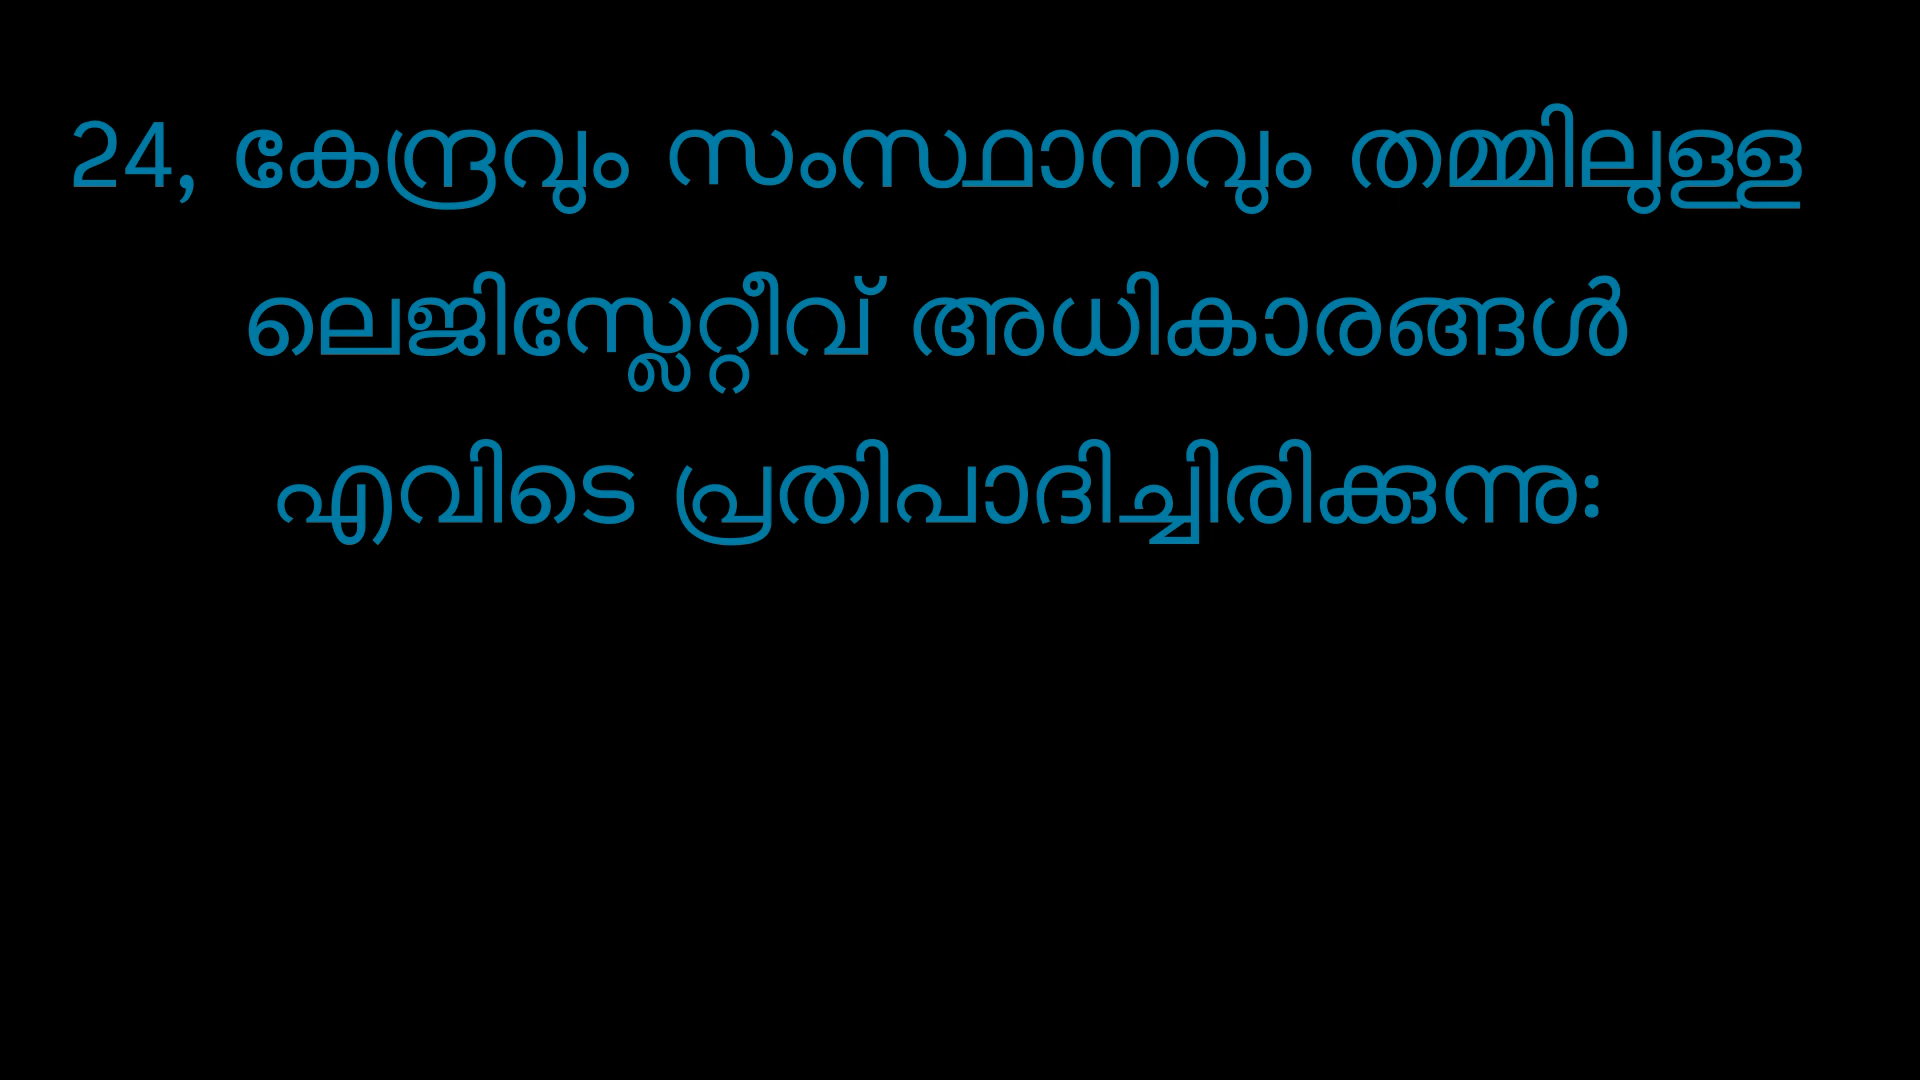 24, കേന്ദ്രവും സംസ്ഥാനവും തമ്മിലുള്ള
ലെജിസ്ലേറ്റീവ് അധികാരങ്ങൾ
എവിടെ പ്രതിപാദിച്ചിരിക്കുന്നു: